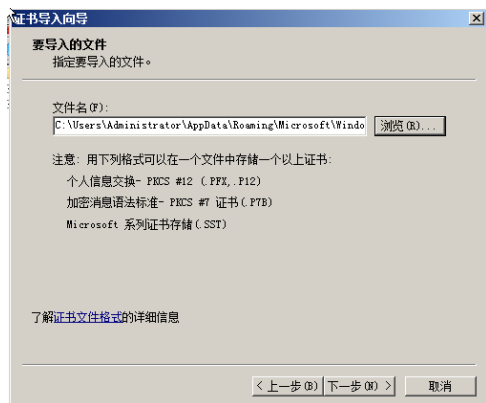 证书导入向导
要导入的文件
指定要导入的文件。
文件名(F):
C:\Users\Administrator\AppData\Roaming\Microsoft\Windo
浏览(R)...
注意: 用下列格式可以在一个文件中存储一个以上证书:
个人信息交换- PKCS #12 (.PFX,.P12)
加密消息语法标准- PKCS #7 证书(.P7B)
Microsoft 系列证书存储(.SST)
了解证书文件格式的详细信息
< 上一步(B) 下一步(N) > 取消